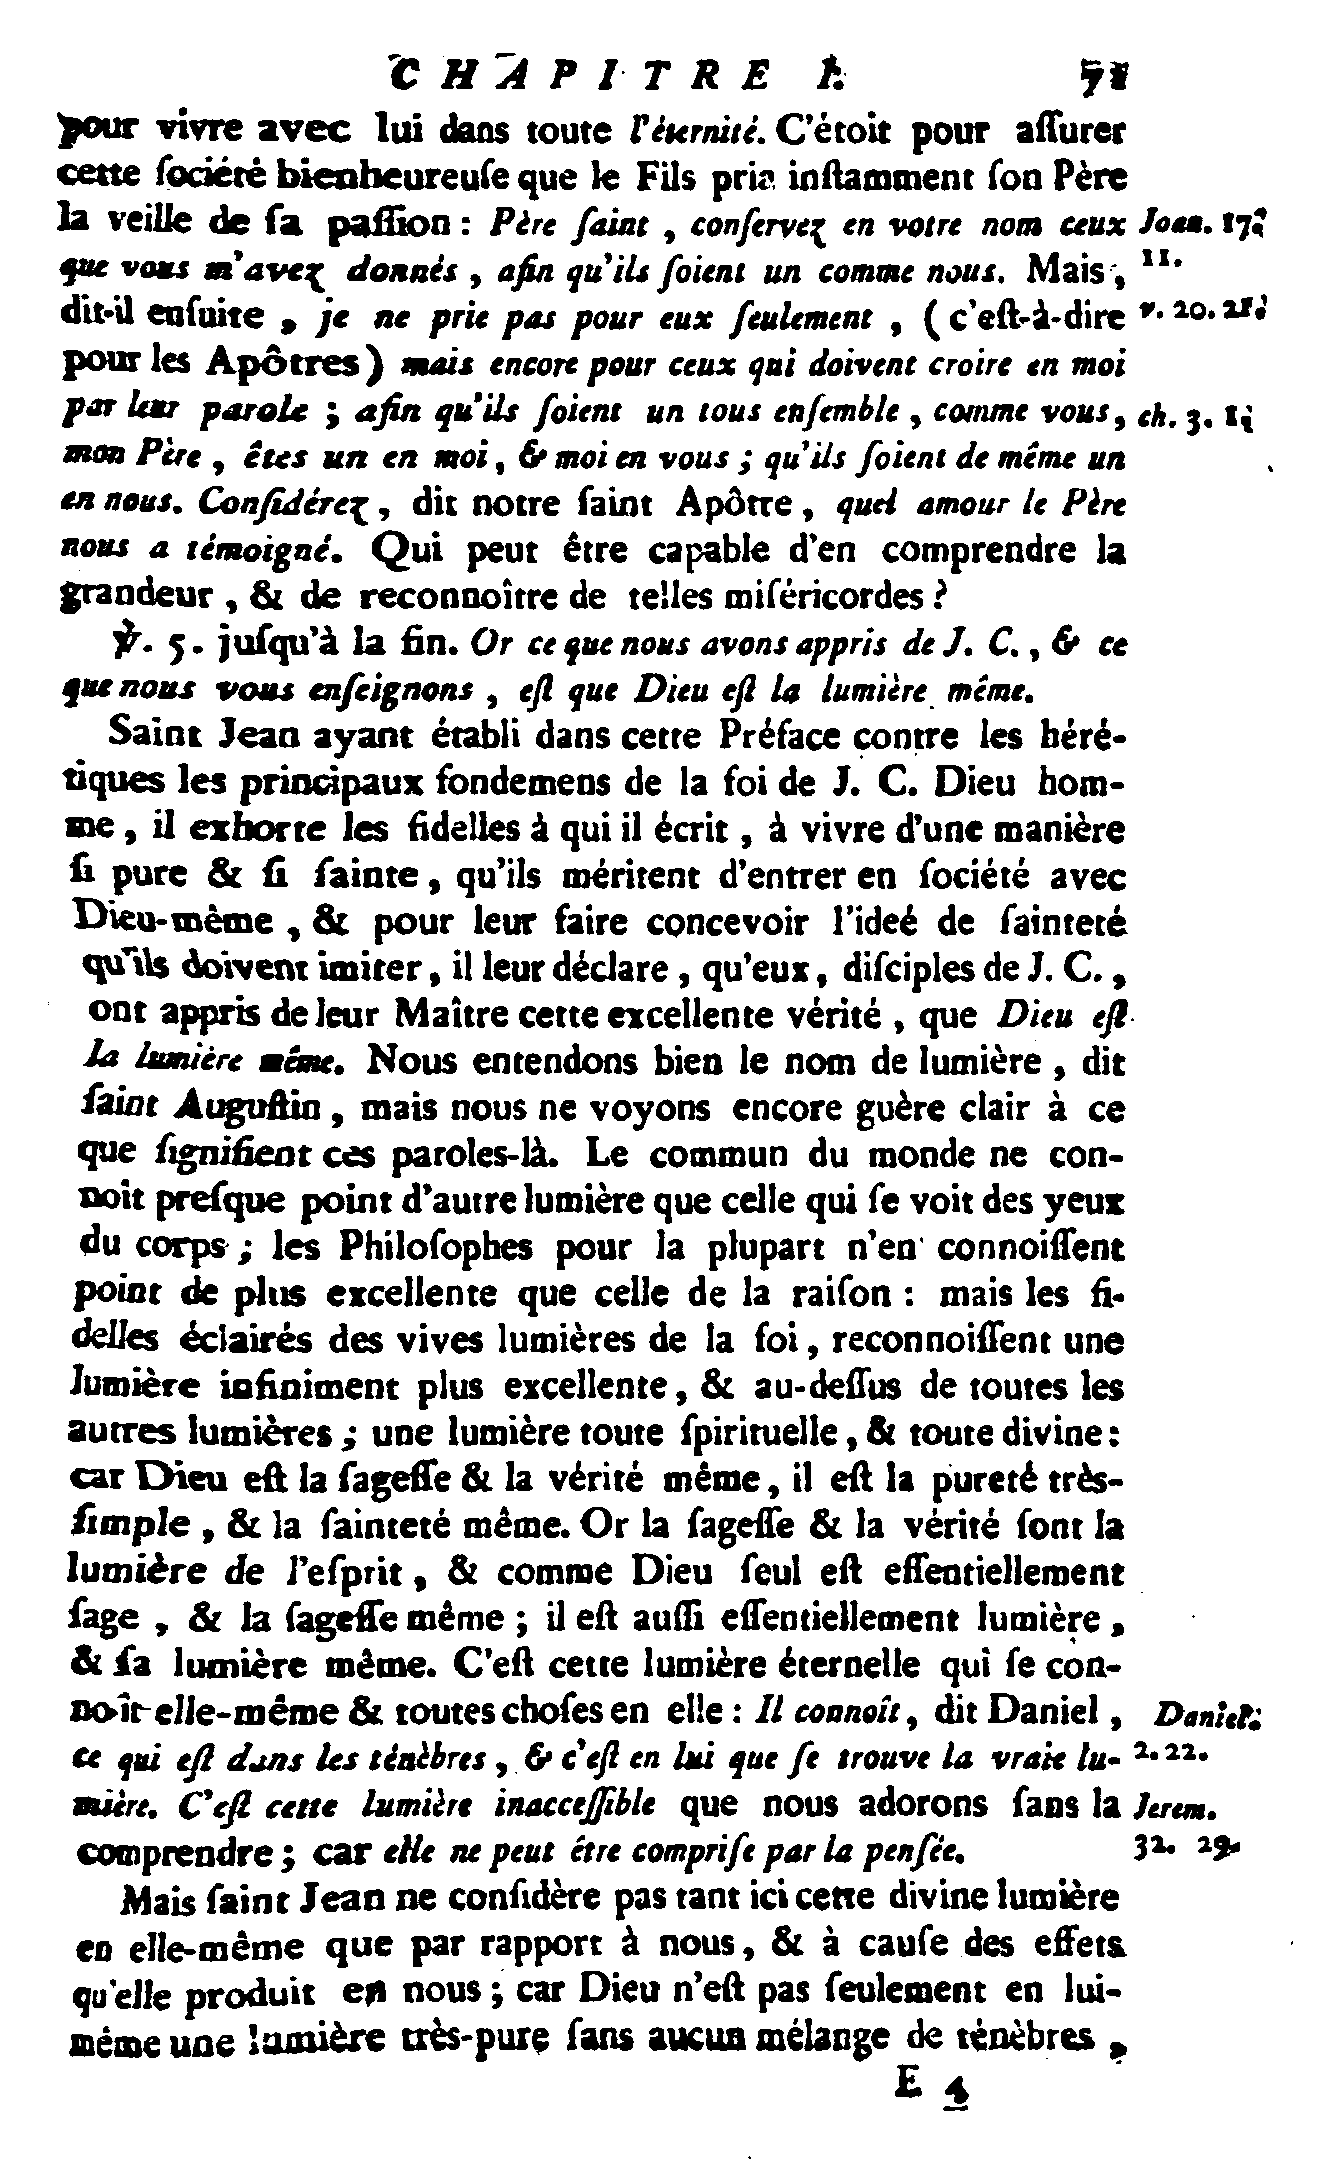 CHAPITRE I. 71
pour vivre avec lui dans toute l'éternité. C'étoit pour aſſurer
cette ſociété bienheureuſe que le Fils pria inſtamment ſon Père
la veille de ſa paſſion : Père ſaint , conſervez en votre nom ceux Joan. 17.
que vous m'avez donnés , afin qu'ils ſoient un comme nous. Mais , 11.
dit-il enſuite , je ne prie pas pour eux ſeulement , ( c'eſt-à-dire v. 20. 21.
pour les Apôtres ) mais encore pour ceux qui doivent croire en moi
par leur parole ; afin qu'ils ſoient un tous enſemble , comme vous, ch. 3. 1.
mon Père , êtes un en moi , & moi en vous ; qu'ils ſoient de même un
en nous. Conſidérez , dit notre ſaint Apôtre , quel amour le Père
nous a témoigné. Qui peut être capable d'en comprendre la
grandeur , & de reconnoître de telles miſéricordes ?
℣. 5. juſqu'à la fin. Or ce que nous avons appris de J. C. , & ce
que nous vous enſeignons , eſt que Dieu eſt la lumière même.
Saint Jean ayant établi dans cette Préface contre les héré-
tiques les principaux fondemens de la foi de J. C. Dieu hom-
me , il exhorte les fidelles à qui il écrit , à vivre d'une manière
ſi pure & ſi ſainte , qu'ils méritent d'entrer en ſociété avec
Dieu-même , & pour leur faire concevoir l'ideé de ſainteté
qu'ils doivent imiter , il leur déclare , qu'eux , diſciples de J. C. ,
ont appris de leur Maître cette excellente vérité , que Dieu eſt
la lumière même. Nous entendons bien le nom de lumière , dit
ſaint Auguſtin , mais nous ne voyons encore guère clair à ce
que ſignifient ces paroles-là. Le commun du monde ne con-
noit preſque point d'autre lumière que celle qui ſe voit des yeux
du corps ; les Philoſophes pour la plupart n'en connoiſſent
point de plus excellente que celle de la raiſon : mais les fi-
delles éclairés des vives lumières de la foi , reconnoiſſent une
lumière infiniment plus excellente , & au-deſſus de toutes les
autres lumières ; une lumière toute ſpirituelle , & toute divine :
car Dieu eſt la ſageſſe & la vérité même , il eſt la pureté très-
ſimple , & la ſainteté même. Or la ſageſſe & la vérité ſont la
lumière de l'eſprit , & comme Dieu ſeul eſt eſſentiellement
ſage , & la ſageſſe même ; il eſt auſſi eſſentiellement lumière ,
& ſa lumière même. C'eſt cette lumière éternelle qui ſe con-
noît elle-même & toutes choſes en elle : Il connoît , dit Daniel , Daniel.
ce qui eſt dans les ténèbres , & c'eſt en lui que ſe trouve la vraie lu- 2. 22.
mière. C'eſt cette lumière inacceſſible que nous adorons ſans la Jerem.
comprendre ; car elle ne peut être compriſe par la penſée. 32. 29.
Mais ſaint Jean ne conſidère pas tant ici cette divine lumière
en elle-même que par rapport à nous , & à cauſe des effets
qu'elle produit en nous ; car Dieu n'eſt pas ſeulement en lui-
même une lumière très-pure ſans aucun mélange de ténèbres ,
E 4